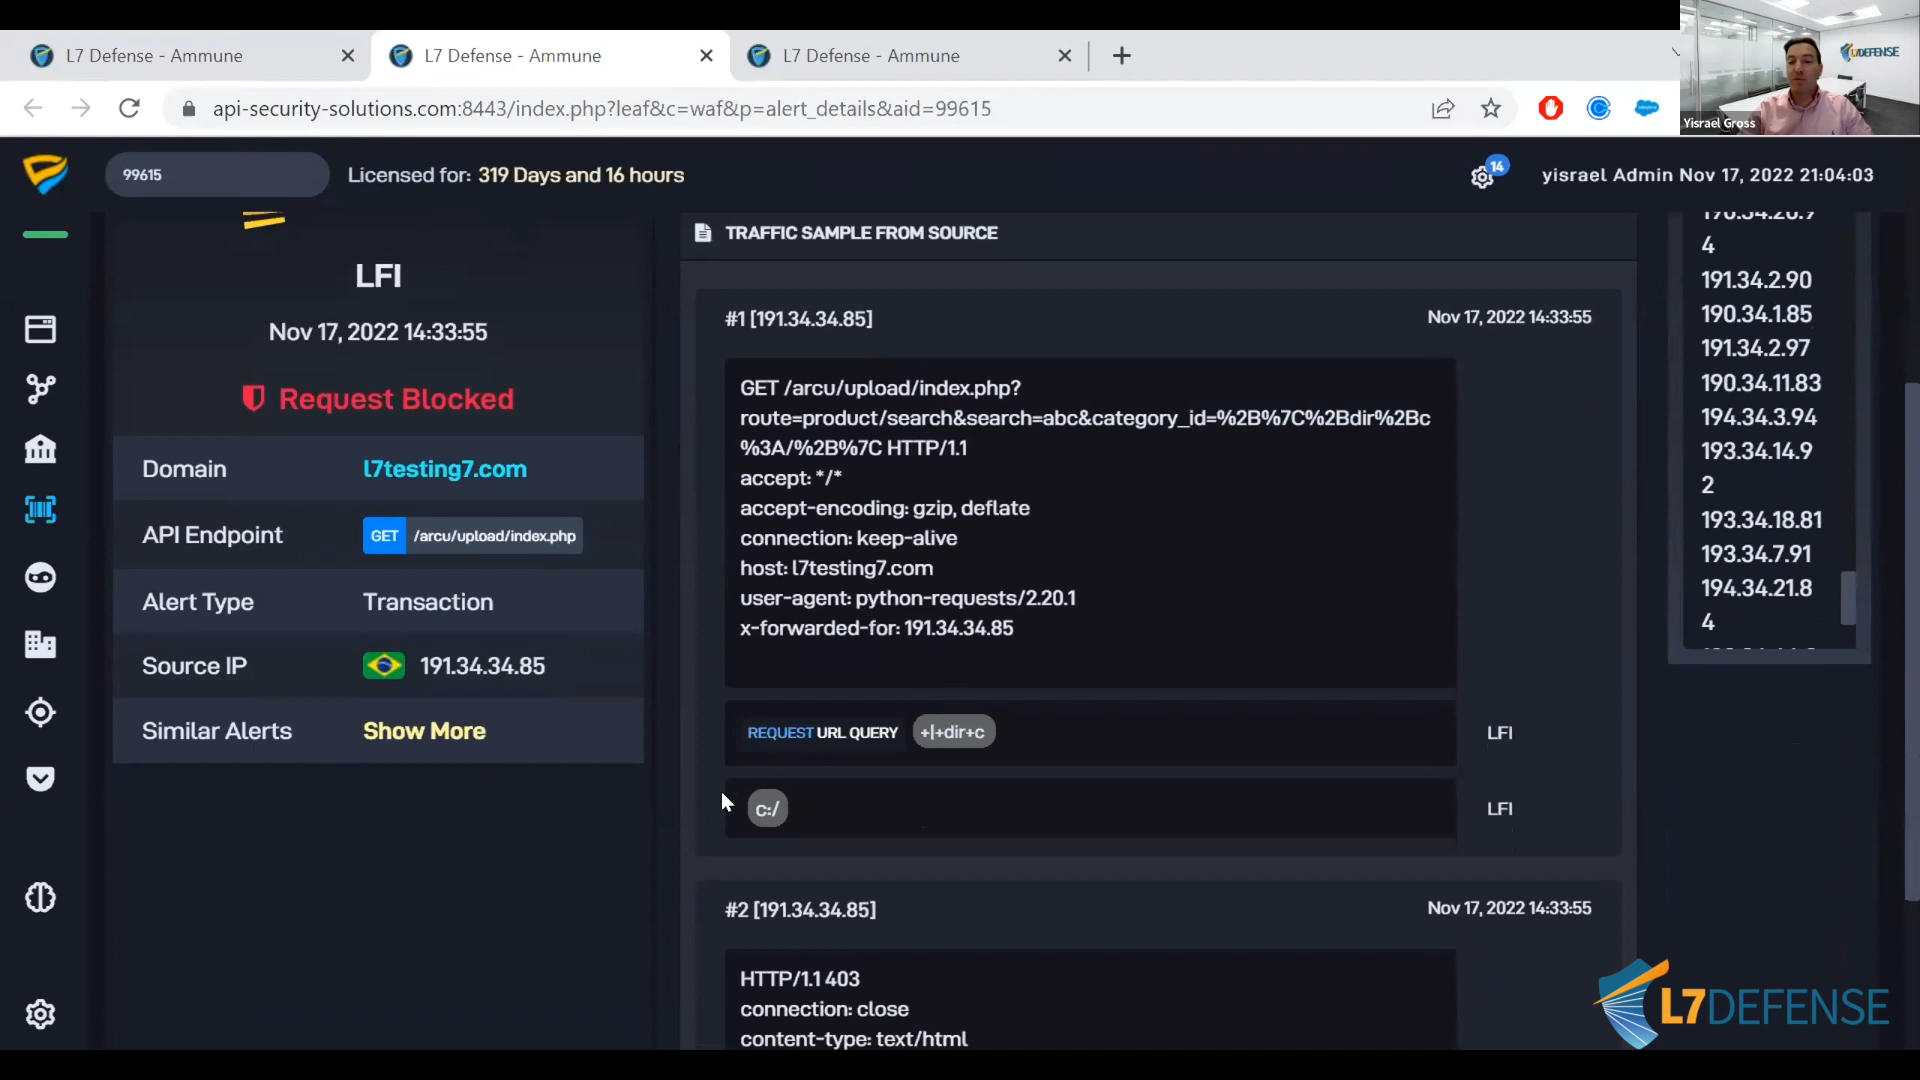 L7 Defense - Ammune
L7 Defense - Ammune
L7 Defense - Ammune
api-security-solutions.com:8443/index.php?leaf&c=waf&p=alert_details&aid=99615
L7DEFENSE
Yisrael Gross
99615
Licensed for: 319 Days and 16 hours
14
yisrael Admin Nov 17, 2022 21:04:03
LFI
Nov 17, 2022 14:33:55
Request Blocked
Domain l7testing7.com
API Endpoint GET /arcu/upload/index.php
Alert Type Transaction
Source IP 191.34.34.85
Similar Alerts Show More
TRAFFIC SAMPLE FROM SOURCE
#1 [191.34.34.85] Nov 17, 2022 14:33:55
GET /arcu/upload/index.php?
route=product/search&search=abc&category_id=%2B%7C%2Bdir%2Bc
%3A/%2B%7C HTTP/1.1
accept: */*
accept-encoding: gzip, deflate
connection: keep-alive
host: l7testing7.com
user-agent: python-requests/2.20.1
x-forwarded-for: 191.34.34.85
REQUEST URL QUERY +|+dir+c LFI
c:/ LFI
#2 [191.34.34.85] Nov 17, 2022 14:33:55
HTTP/1.1 403
connection: close
content-type: text/html
4
191.34.2.90
190.34.1.85
191.34.2.97
190.34.11.83
194.34.3.94
193.34.14.9
2
193.34.18.81
193.34.7.91
194.34.21.8
4
L7DEFENSE